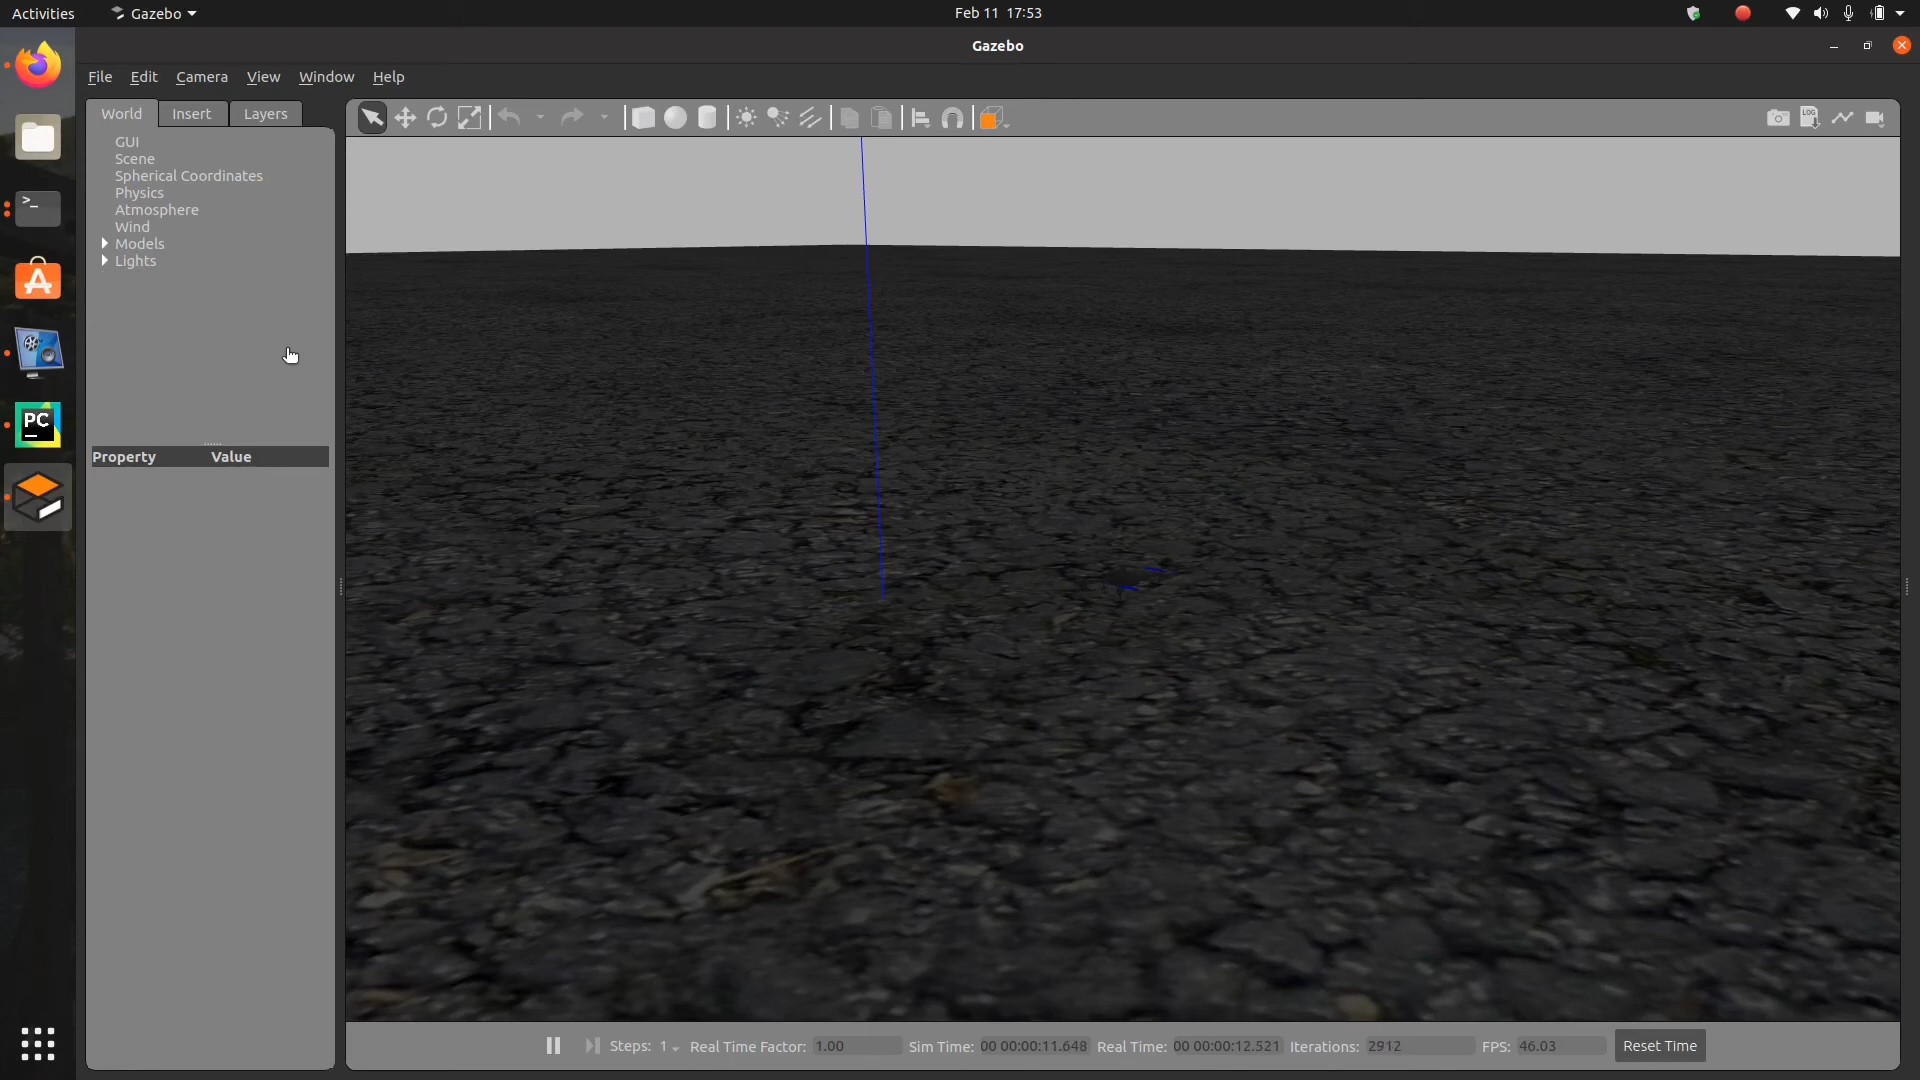 Activities Gazebo Feb 11 17:53
Gazebo
File Edit Camera View Window Help
World Insert Layers
LOG
GUI
Scene
Spherical Coordinates
Physics
Atmosphere
Wind
Models
Lights
>_
PC
Property Value
Steps: 1 Real Time Factor: 1.00 Sim Time: 00 00:00:11.648 Real Time: 00 00:00:12.521 Iterations: 2912 FPS: 46.03 Reset Time